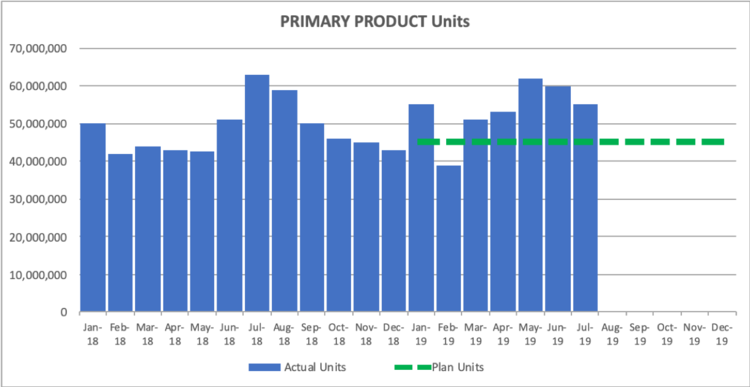 PRIMARY PRODUCT Units
70,000,000
60,000,000
50,000,000
40,000,000
30,000,000
20,000,000
10,000,000
0
Jan- Feb- Mar- Apr- May- Jun- Jul- Aug- Sep- Oct- Nov- Dec- Jan- Feb- Mar- Apr- May- Jun- Jul- Aug- Sep- Oct- Nov- Dec-
18 18 18 18 18 18 18 18 18 18 18 18 19 19 19 19 19 19 19 19 19 19 19 19
Actual Units Plan Units